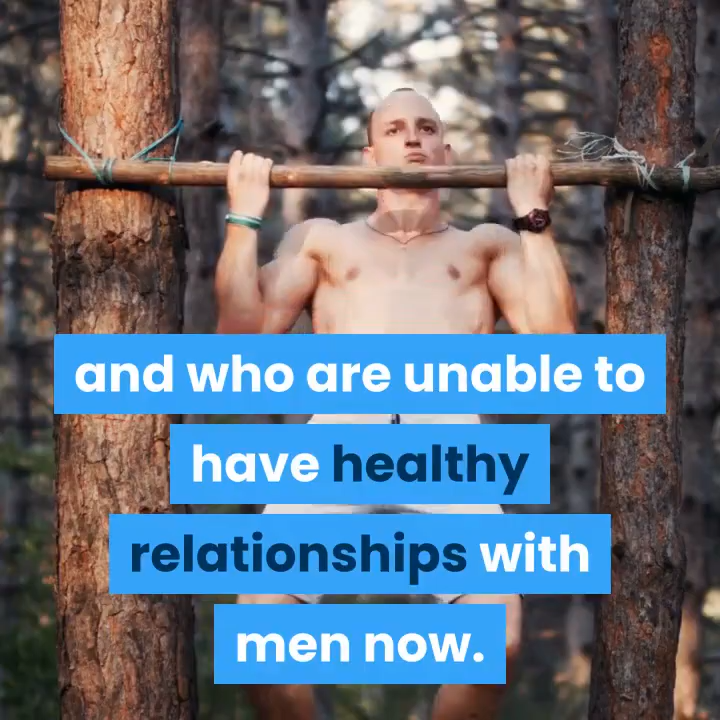 and who are unable to
have healthy
relationships with
men now.